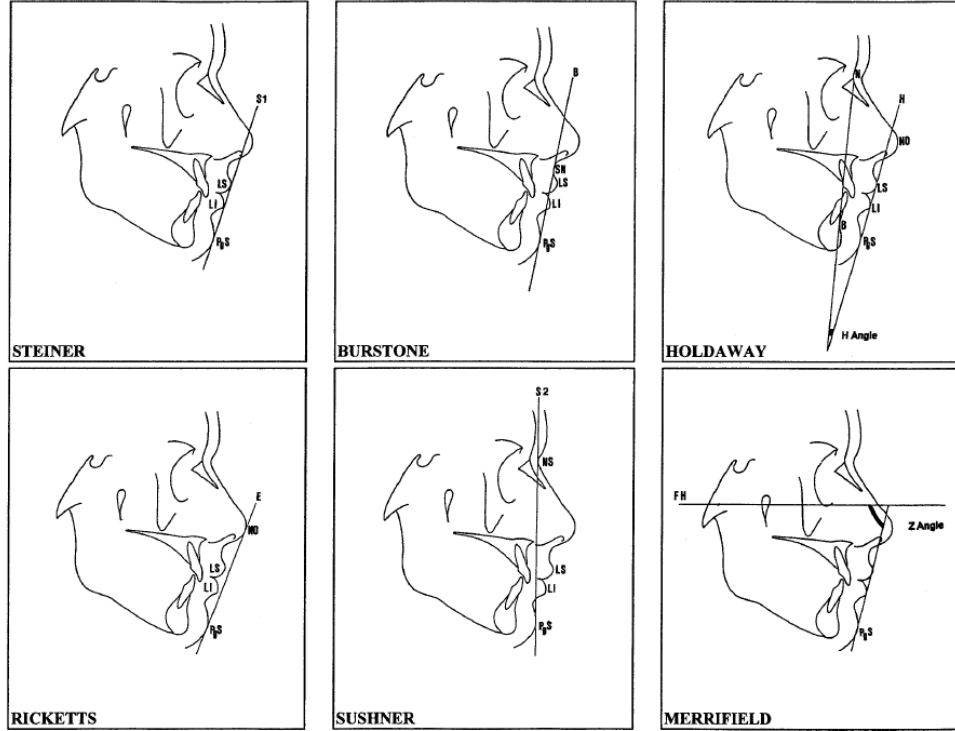 S1
LS
LI
PgS
STEINER
B
SN
LS
LI
PgS
BURSTONE
N
H
NO
LS
LI
B
PgS
H Angle
HOLDAWAY
E
NO
LS
LI
PgS
RICKETTS
S2
NS
LS
LI
PgS
SUSHNER
FH
Z Angle
PgS
MERRIFIELD